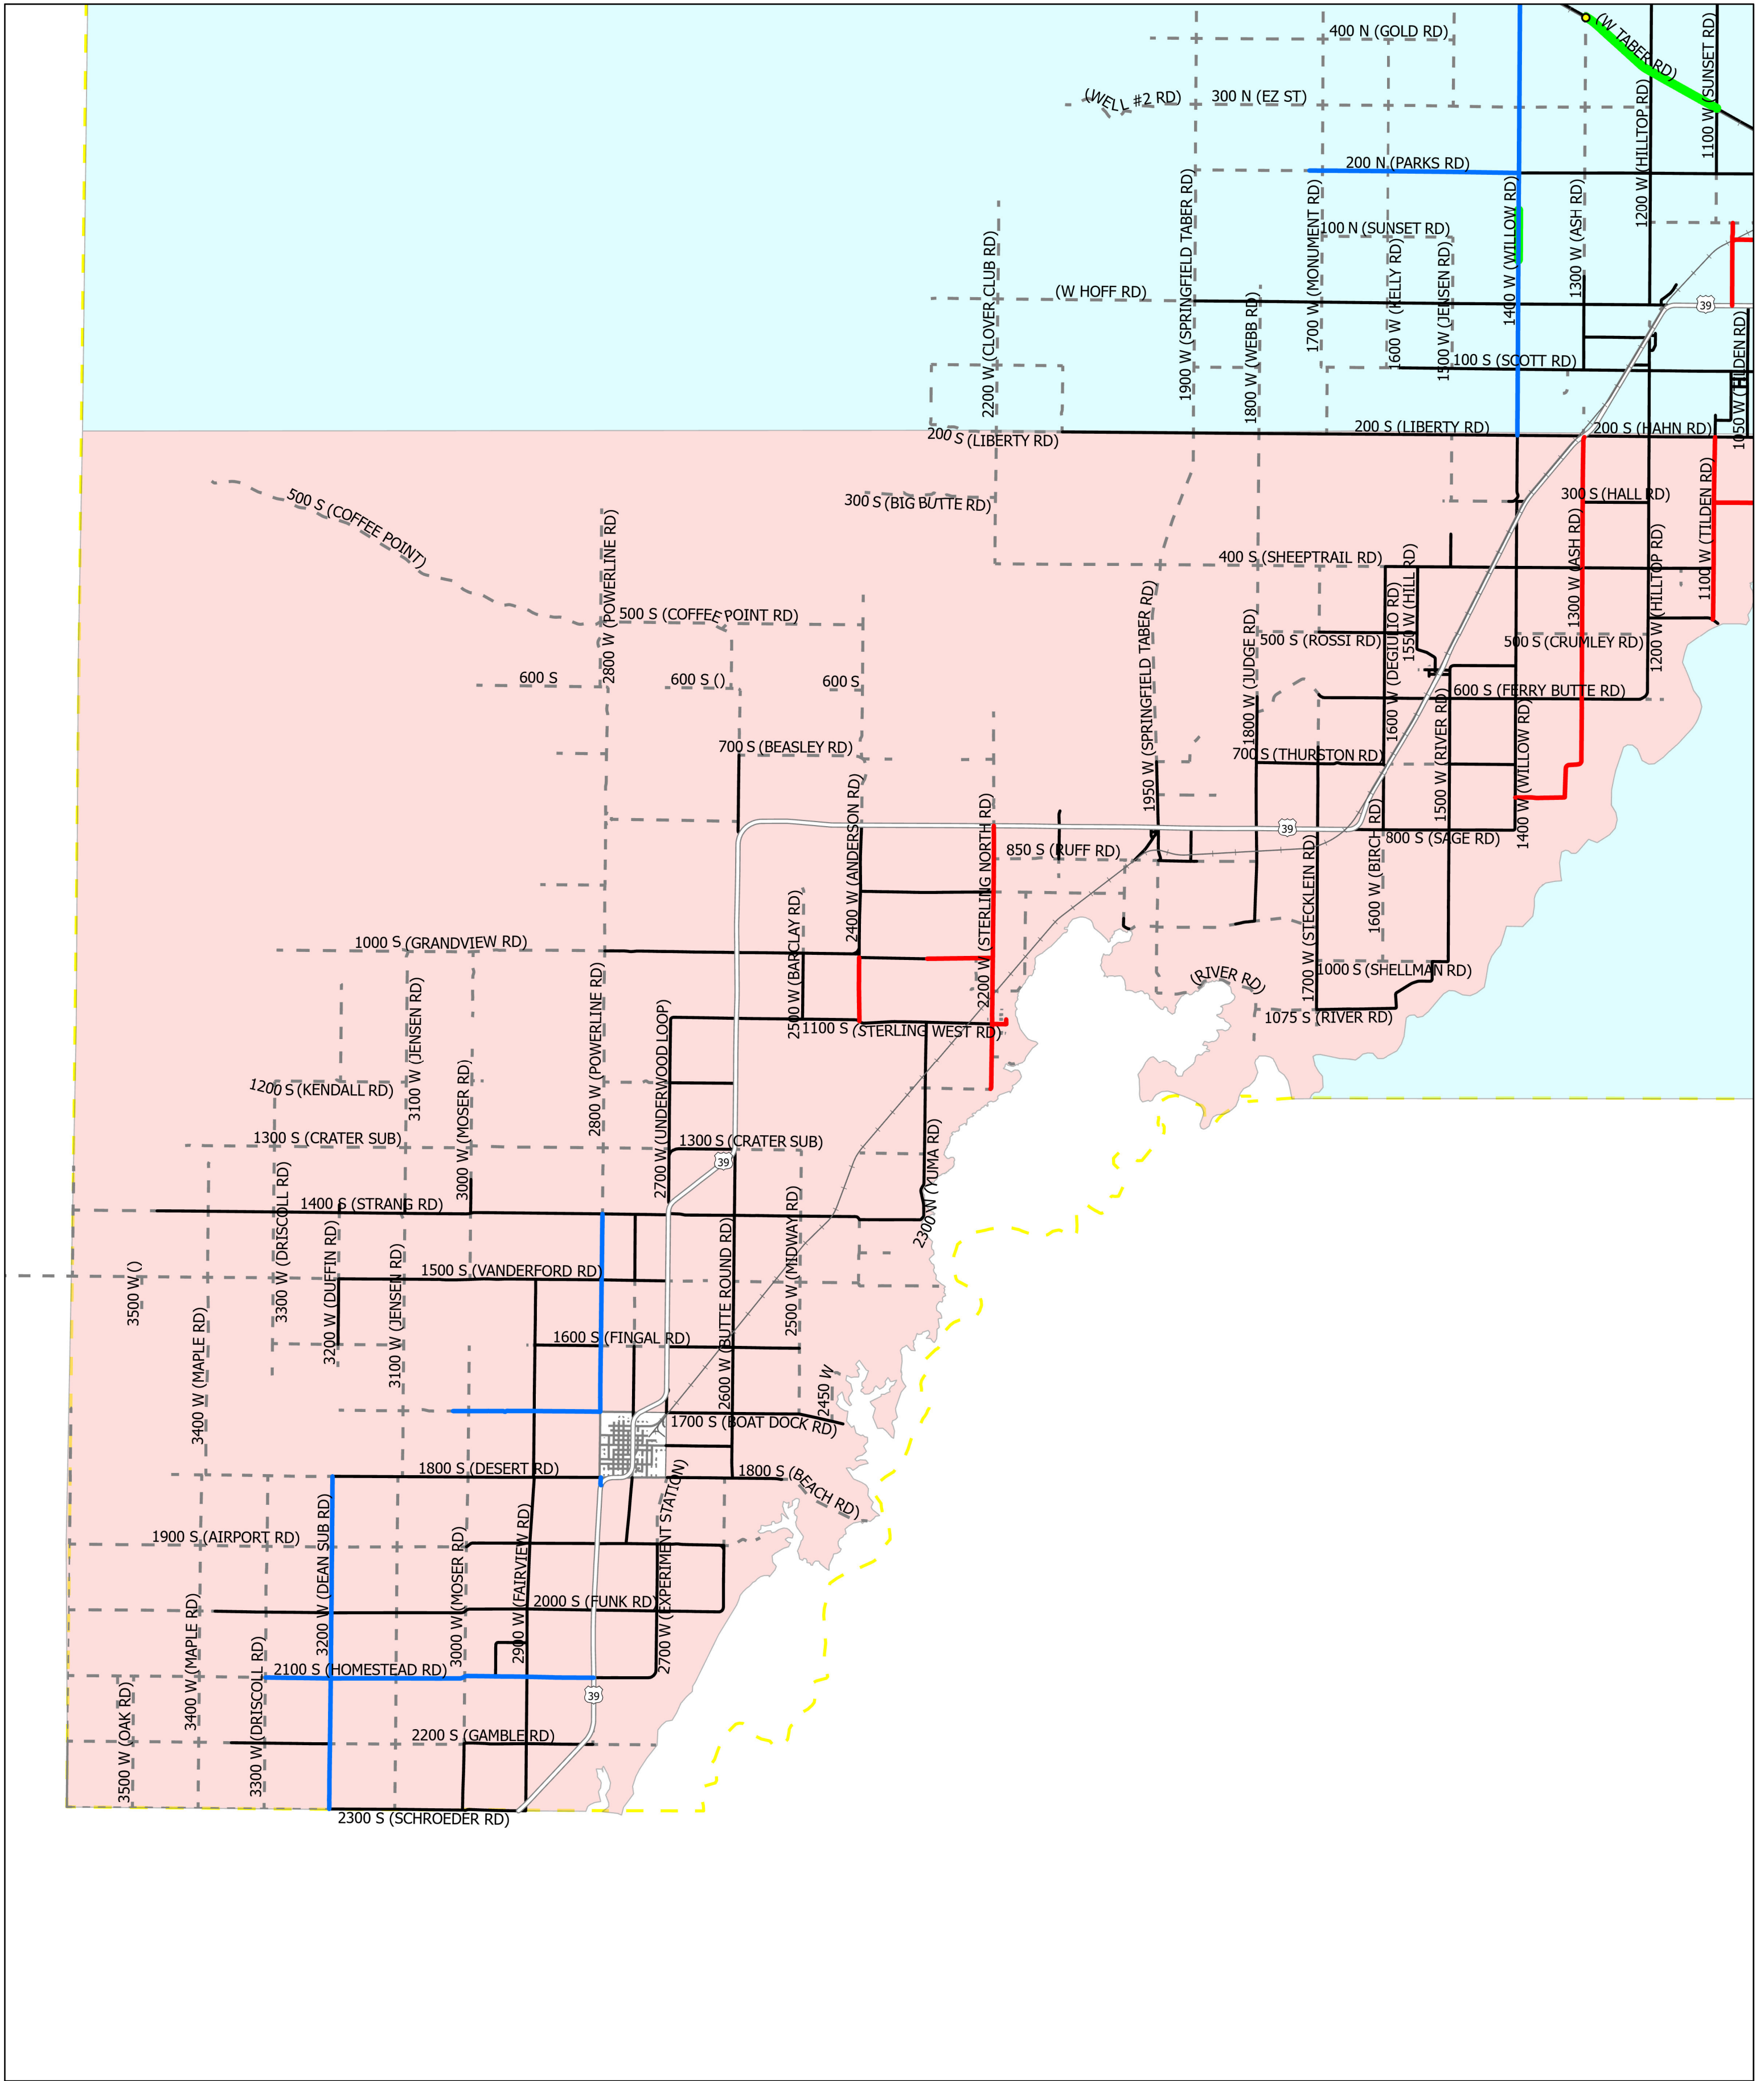 400 N (GOLD RD)
(W TABER RD)
1100 W (SUNSET RD)
(WELL #2 RD)
300 N (EZ ST)
1200 W (HILLTOP RD)
200 N (PARKS RD)
1900 W (SPRINGFIELD TABER RD)
1700 W (MONUMENT RD)
1400 W (WILLOW RD)
1300 W (ASH RD)
2200 W (CLOVER CLUB RD)
100 N (SUNSET RD)
1600 W (KELLY RD)
1500 W (JENSEN RD)
(W HOFF RD)
1800 W (WEBB RD)
39
1050 W (TILDEN RD)
100 S (SCOTT RD)
200 S (LIBERTY RD)
200 S (LIBERTY RD)
200 S (HAHN RD)
500 S (COFFEE POINT)
300 S (BIG BUTTE RD)
300 S (HALL RD)
1100 W (TILDEN RD)
2800 W (POWERLINE RD)
400 S (SHEEPTRAIL RD)
1550 W (HILL RD)
1300 W (ASH RD)
1200 W (HILLTOP RD)
500 S (COFFEE POINT RD)
1950 W (SPRINGFIELD TABER RD)
1800 W (JUDGE RD)
500 S (ROSSI RD)
1600 W (DEGIULIO RD)
500 S (CRUMLEY RD)
600 S
600 S ()
600 S
600 S (FERRY BUTTE RD)
700 S (BEASLEY RD)
700 S (THURSTON RD)
1500 W (RIVER RD)
1400 W (WILLOW RD)
2400 W (ANDERSON RD)
2200 W (STERLING NORTH RD)
39
800 S (SAGE RD)
850 S (RUFF RD)
1700 W (STECKLEIN RD)
1600 W (BIRCH RD)
2500 W (BARCLAY RD)
1000 S (GRANDVIEW RD)
1000 S (SHELLMAN RD)
(RIVER RD)
1075 S (RIVER RD)
3100 W (JENSEN RD)
2800 W (POWERLINE RD)
2700 W (UNDERWOOD LOOP)
1100 S (STERLING WEST RD)
1200 S (KENDALL RD)
3000 W (MOSER RD)
1300 S (CRATER SUB)
1300 S (CRATER SUB)
39
2300 W (YUMA RD)
3300 W (DRISCOLL RD)
1400 S (STRANG RD)
3200 W (DUFFIN RD)
3100 W (JENSEN RD)
2600 W (BUTTE ROUND RD)
2500 W (MIDWAY RD)
3500 W ()
1500 S (VANDERFORD RD)
3400 W (MAPLE RD)
1600 S (FINGAL RD)
2450 W
1700 S (BOAT DOCK RD)
1800 S (DESERT RD)
1800 S (BEACH RD)
3200 W (DEAN SUB RD)
1900 S (AIRPORT RD)
3000 W (MOSER RD)
2900 W (FAIRVIEW RD)
2700 W (EXPERIMENT STATION)
2000 S (FUNK RD)
3400 W (MAPLE RD)
3300 W (DRISCOLL RD)
2100 S (HOMESTEAD RD)
3500 W (OAK RD)
39
2200 S (GAMBLE RD)
2300 S (SCHROEDER RD)